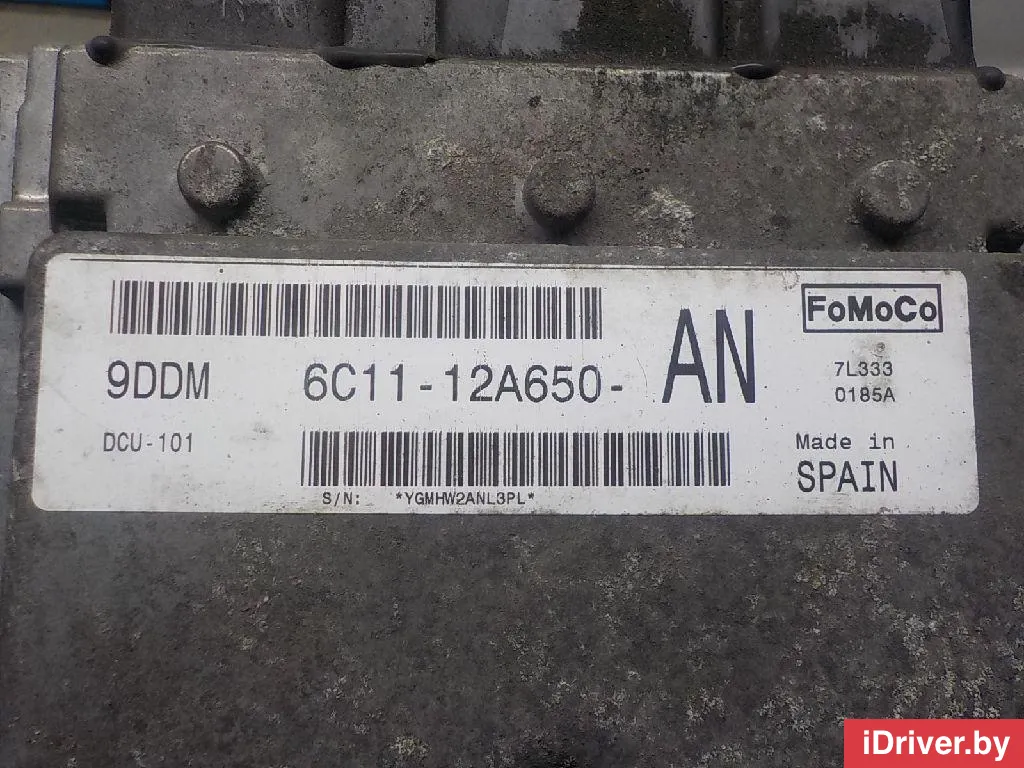 FoMoCo
9DDM 6C11-12A650- AN
7L333
0185A
DCU-101
Made in
SPAIN
S/N: *YGMHW2ANL3PL*
iDriver.by